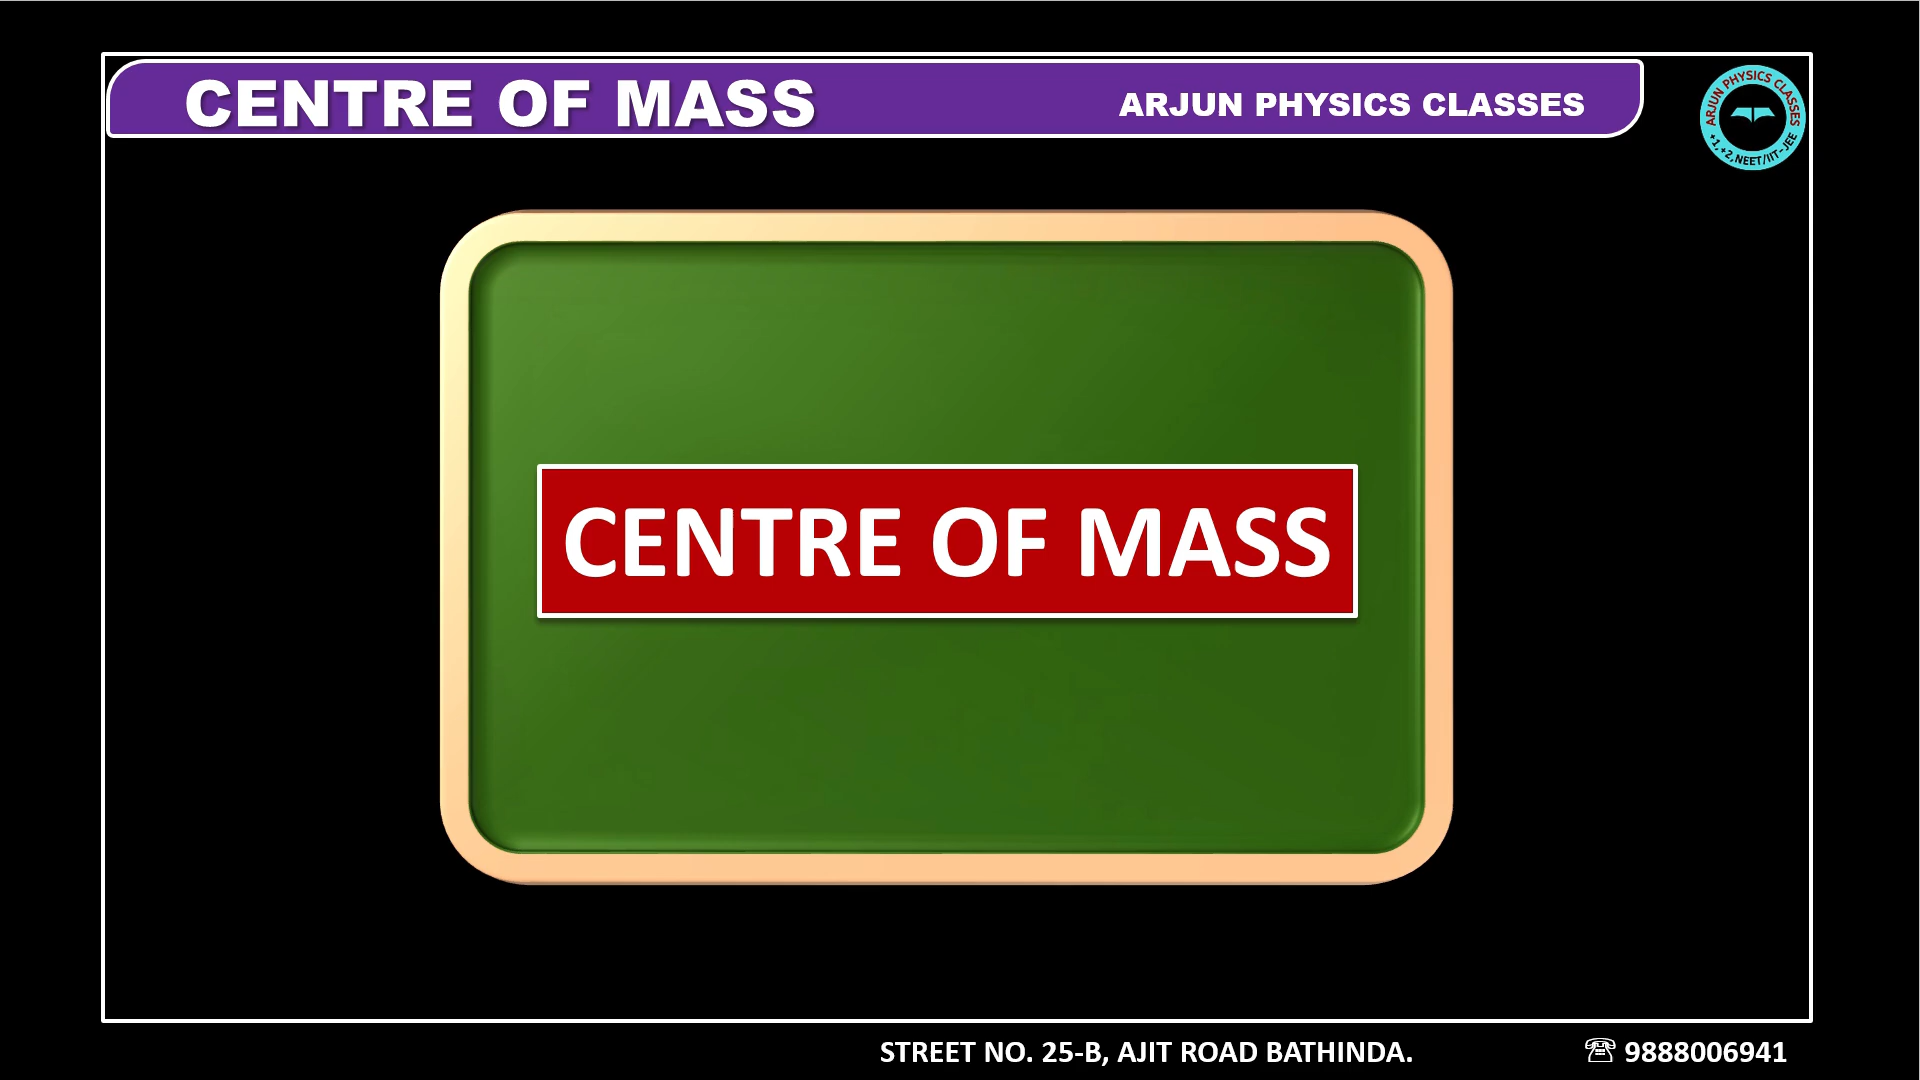 CENTRE OF MASS
ARJUN PHYSICS CLASSES
ARJUN PHYSICS CLASSES
+1,+2,NEET/IIT-JEE
CENTRE OF MASS
STREET NO. 25-B, AJIT ROAD BATHINDA.
☏ 9888006941